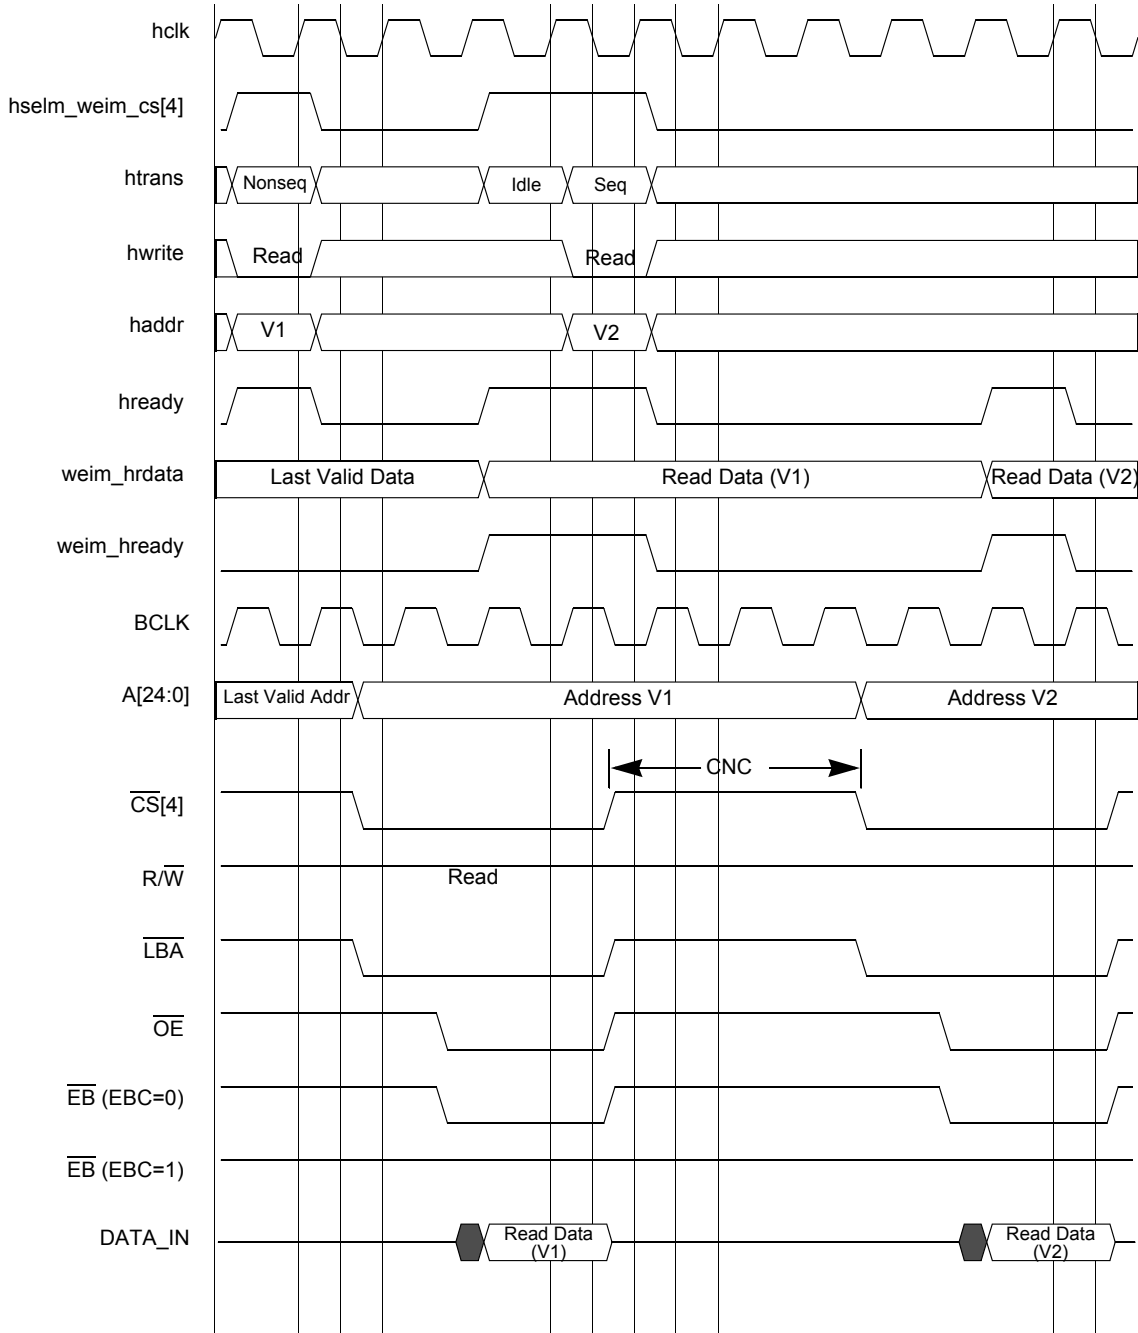 hclk
hselm_weim_cs[4]
htrans Nonseq Idle Seq
hwrite Read Read
haddr V1 V2
hready
weim_hrdata Last Valid Data Read Data (V1) Read Data (V2)
weim_hready
BCLK
A[24:0] Last Valid Addr Address V1 Address V2
CNC
CS[4]
R/W Read
LBA
OE
EB (EBC=0)
EB (EBC=1)
DATA_IN Read Data (V1) Read Data (V2)